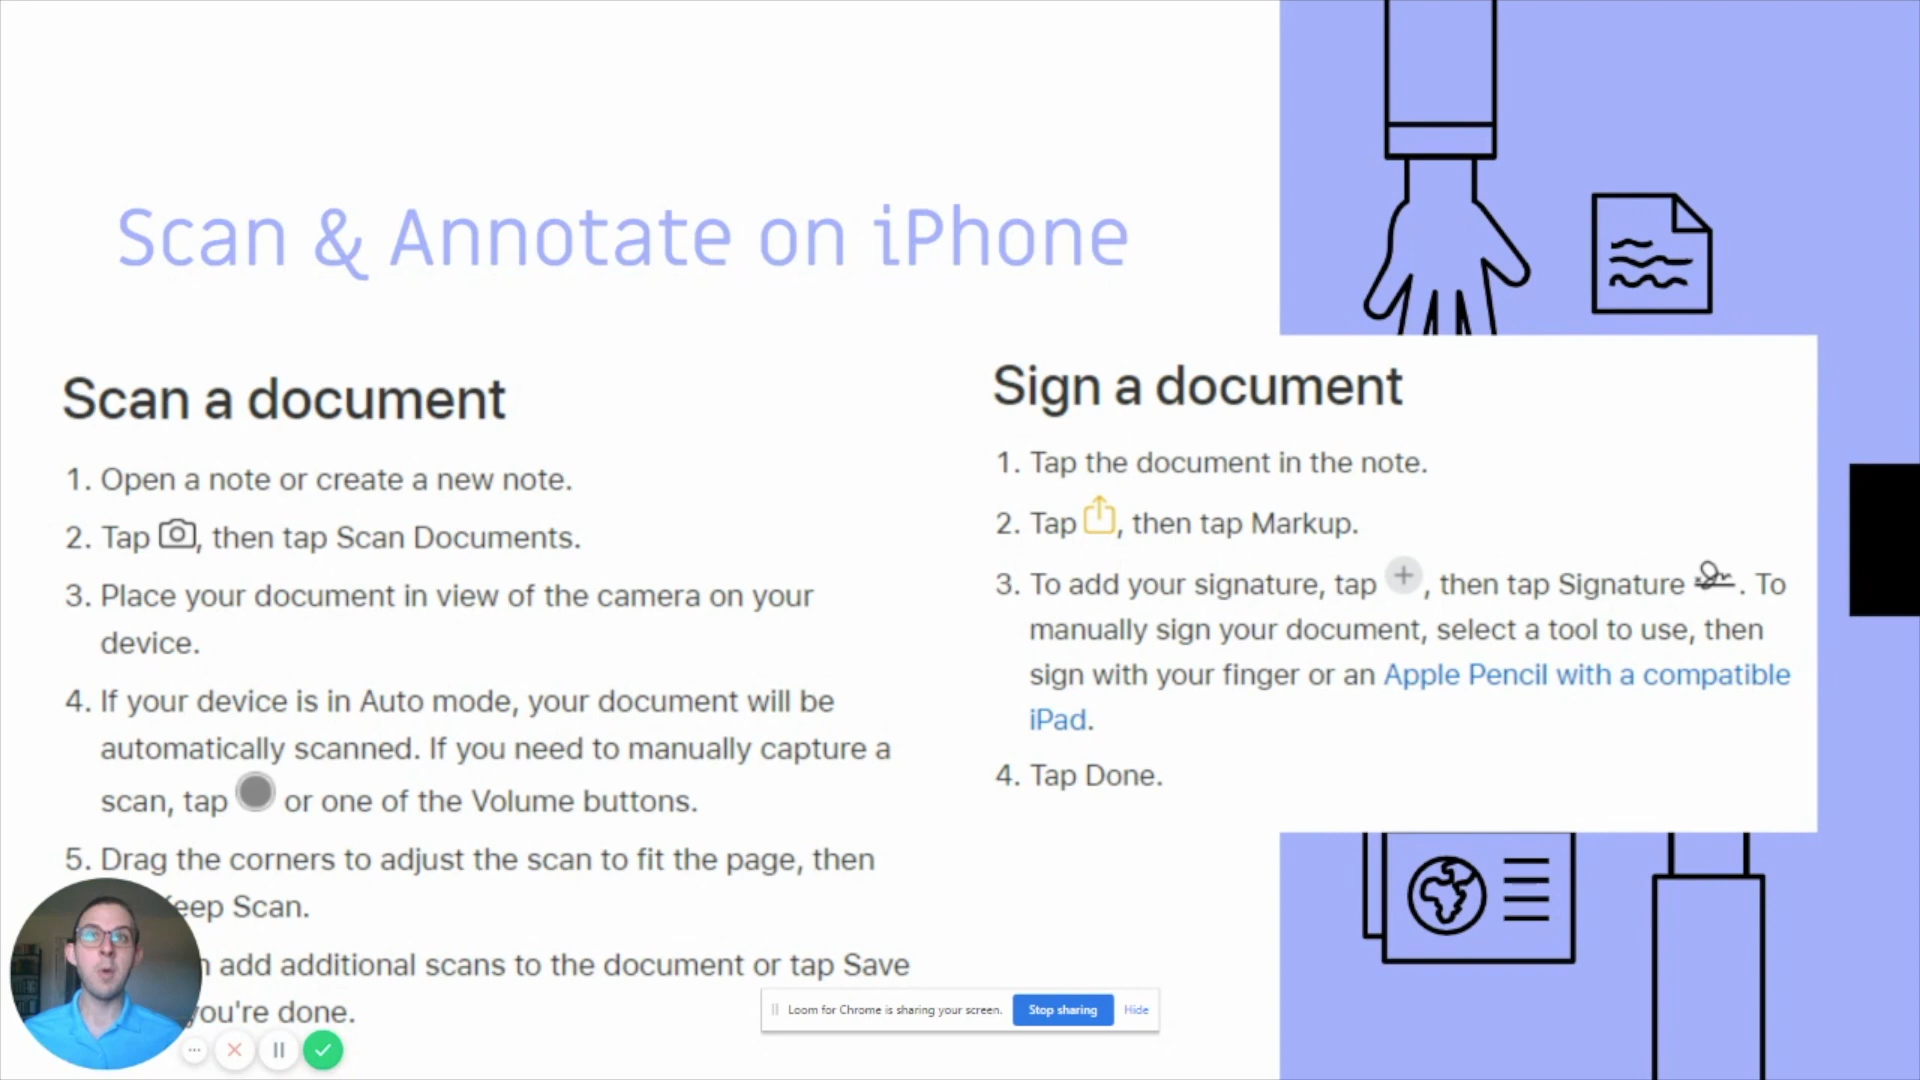 Scan & Annotate on iPhone
Scan a document
1. Open a note or create a new note.
2. Tap , then tap Scan Documents.
3. Place your document in view of the camera on your
device.
4. If your device is in Auto mode, your document will be
automatically scanned. If you need to manually capture a
scan, tap or one of the Volume buttons.
5. Drag the corners to adjust the scan to fit the page, then
Scan.
add additional scans to the document or tap Save
you're done.
Sign a document
1. Tap the document in the note.
2. Tap , then tap Markup.
3. To add your signature, tap , then tap Signature . To
manually sign your document, select a tool to use, then
sign with your finger or an Apple Pencil with a compatible
iPad.
4. Tap Done.
Loom for Chrome is sharing your screen. Stop sharing Hide